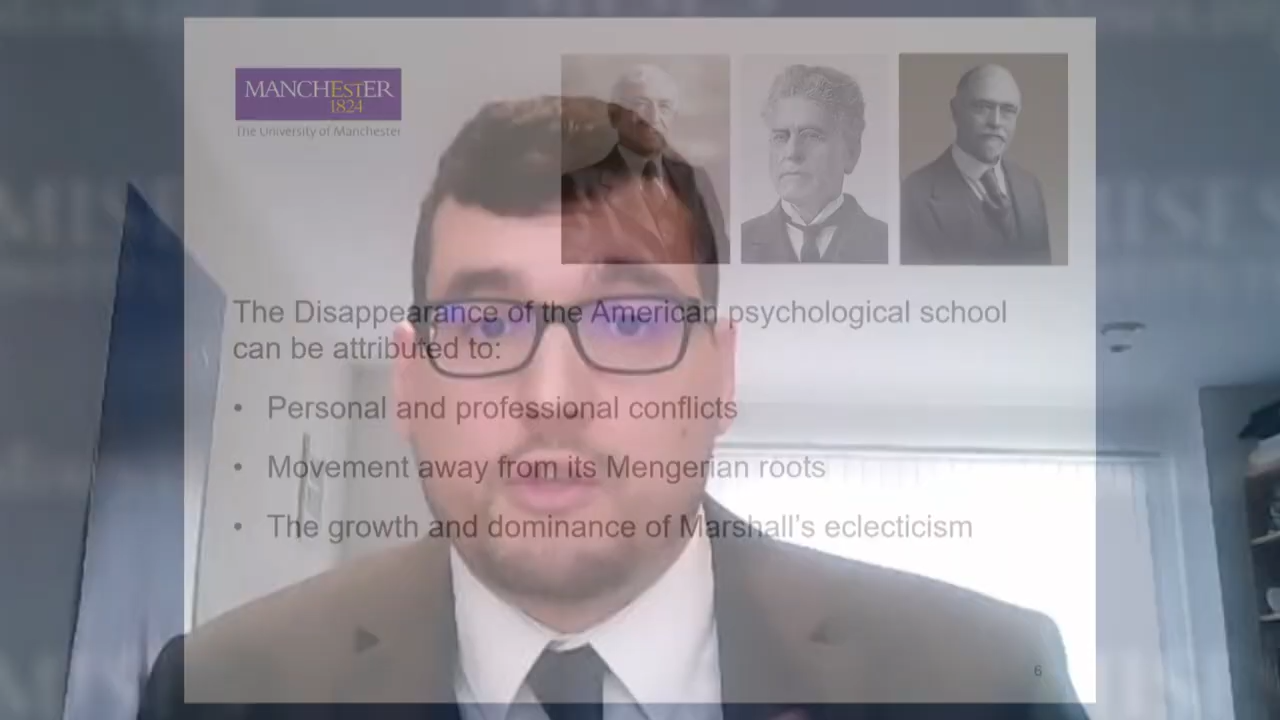 MANCHEsTER
1824
The University of Manchester
The Disappearance of the American psychological school
can be attributed to:
• Personal and professional conflicts
• Movement away from its Mengerian roots
• The growth and dominance of Marshall's eclecticism
6